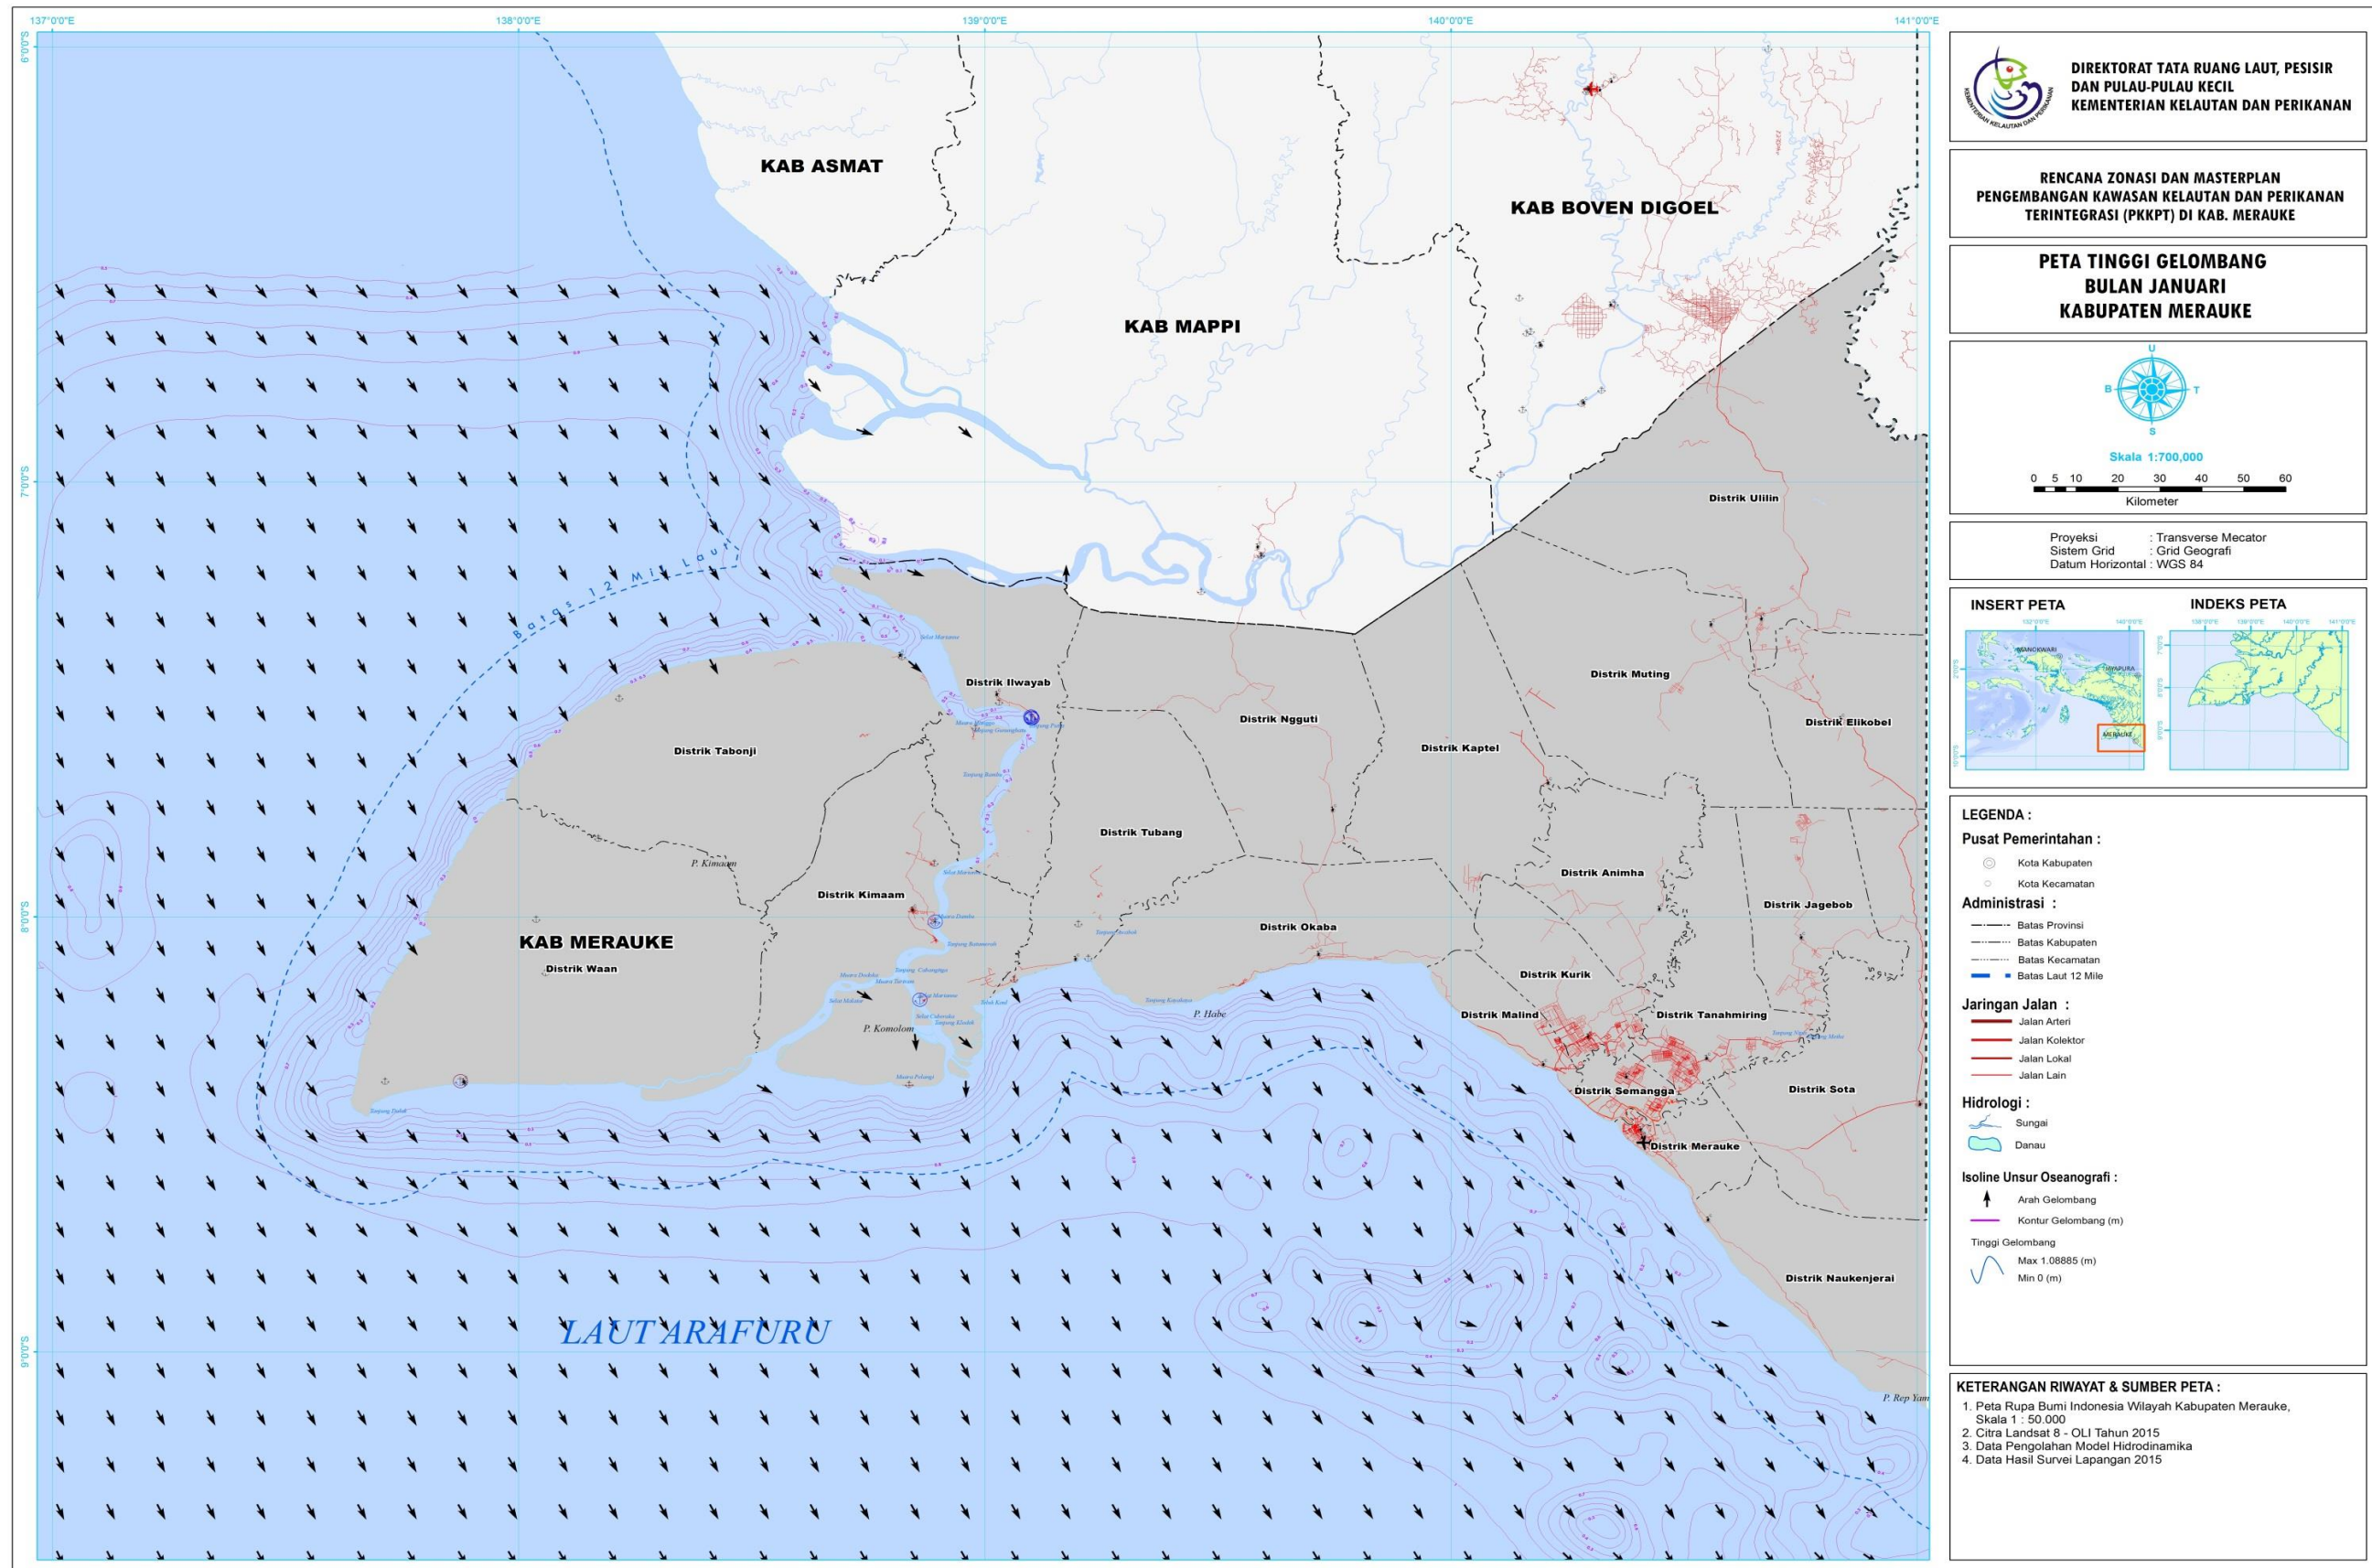 137°0'0"E
138°0'0"E
139°0'0"E
140°0'0"E
141°0'0"E
6°0'0"S
7°0'0"S
8°0'0"S
9°0'0"S
KAB ASMAT
KAB BOVEN DIGOEL
KAB MAPPI
Distrik Ulilin
Batas 12 Mil Laut
Selat Marianne
Distrik Muting
Distrik Ilwayab
Distrik Ngguti
Distrik Elikobel
Distrik Tabonji
Distrik Kaptel
Distrik Tubang
P. Kimaam
Distrik Animha
Distrik Kimaam
Distrik Jagebob
Distrik Okaba
KAB MERAUKE
Distrik Waan
Distrik Kurik
P. Habe
Distrik Malind
Distrik Tanahmiring
P. Komolom
Distrik Semangga
Distrik Sota
Distrik Merauke
Distrik Naukenjerai
LAUT ARAFURU
P. Rep Yam
KEMENTERIAN KELAUTAN DAN PERIKANAN
DIREKTORAT TATA RUANG LAUT, PESISIR
DAN PULAU-PULAU KECIL
KEMENTERIAN KELAUTAN DAN PERIKANAN
RENCANA ZONASI DAN MASTERPLAN
PENGEMBANGAN KAWASAN KELAUTAN DAN PERIKANAN
TERINTEGRASI (PKKPT) DI KAB. MERAUKE
PETA TINGGI GELOMBANG
BULAN JANUARI
KABUPATEN MERAUKE
U
B T
S
Skala 1:700,000
0 5 10 20 30 40 50 60
Kilometer
Proyeksi : Transverse Mecator
Sistem Grid : Grid Geografi
Datum Horizontal : WGS 84
INSERT PETA
INDEKS PETA
MANOKWARI
JAYAPURA
MERAUKE
LEGENDA :
Pusat Pemerintahan :
Kota Kabupaten
Kota Kecamatan
Administrasi :
Batas Provinsi
Batas Kabupaten
Batas Kecamatan
Batas Laut 12 Mile
Jaringan Jalan :
Jalan Arteri
Jalan Kolektor
Jalan Lokal
Jalan Lain
Hidrologi :
Sungai
Danau
Isoline Unsur Oseanografi :
Arah Gelombang
Kontur Gelombang (m)
Tinggi Gelombang
Max 1.08885 (m)
Min 0 (m)
KETERANGAN RIWAYAT & SUMBER PETA :
1. Peta Rupa Bumi Indonesia Wilayah Kabupaten Merauke,
Skala 1 : 50.000
2. Citra Landsat 8 - OLI Tahun 2015
3. Data Pengolahan Model Hidrodinamika
4. Data Hasil Survei Lapangan 2015